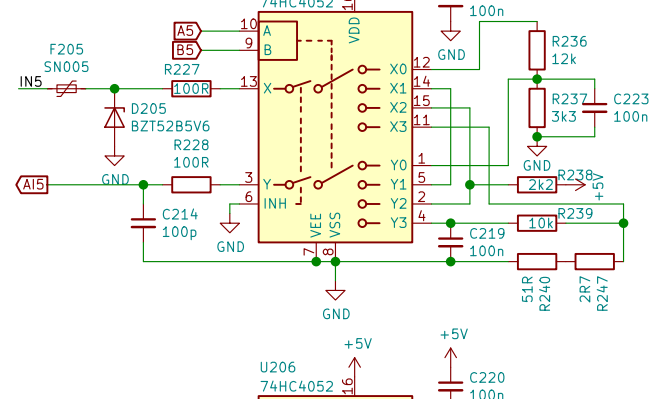 74HC4052
16
VDD
100n
GND
A5
10
A
B5
9
B
F205
SN005
IN5
R227
100R
13
X
D205
BZT52B5V6
GND
R228
100R
AI5
3
Y
6
INH
GND
C214
100p
VEE
VSS
7
8
GND
12
X0
14
X1
15
X2
11
X3
1
Y0
5
Y1
2
Y2
4
Y3
R236
12k
R237
3k3
C223
100n
GND
R238
2k2
+5V
R239
10k
C219
100n
51R
R240
2R7
R247
+5V
+5V
U206
74HC4052
16
C220
100n